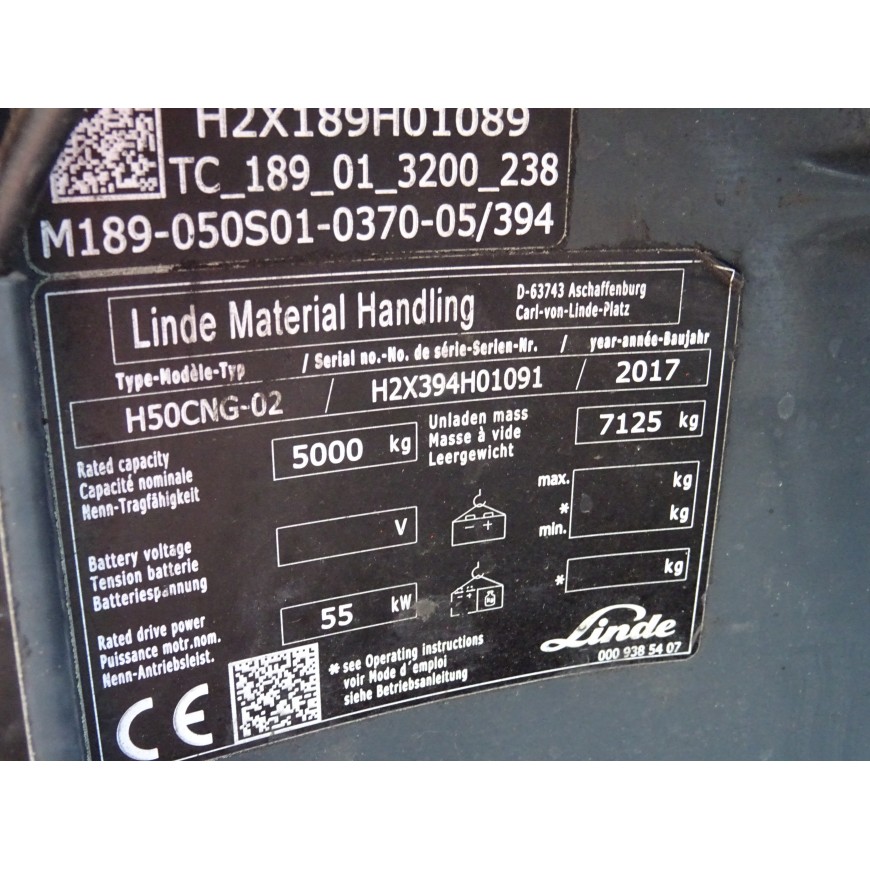 H2X189H01089
TC_189_01_3200_238
M189-050S01-0370-05/394
Linde Material Handling
D-63743 Aschaffenburg
Carl-von-Linde-Platz
Type-Modèle-Typ / Serial no.-No. de série-Serien-Nr. / year-année-Baujahr
H50CNG-02 / H2X394H01091 / 2017
Rated capacity
Capacité nominale
Nenn-Tragfähigkeit
5000 kg
Unladen mass
Masse à vide
Leergewicht
7125 kg
Battery voltage
Tension batterie
Batteriespannung
V
- +
max. kg
*
min. kg
Rated drive power
Puissance motr.nom.
Nenn-Antriebsleist.
55 kW
- +
Kg
* kg
CE
* see Operating instructions
voir Mode d'emploi
siehe Betriebsanleitung
Linde
000 938 54 07